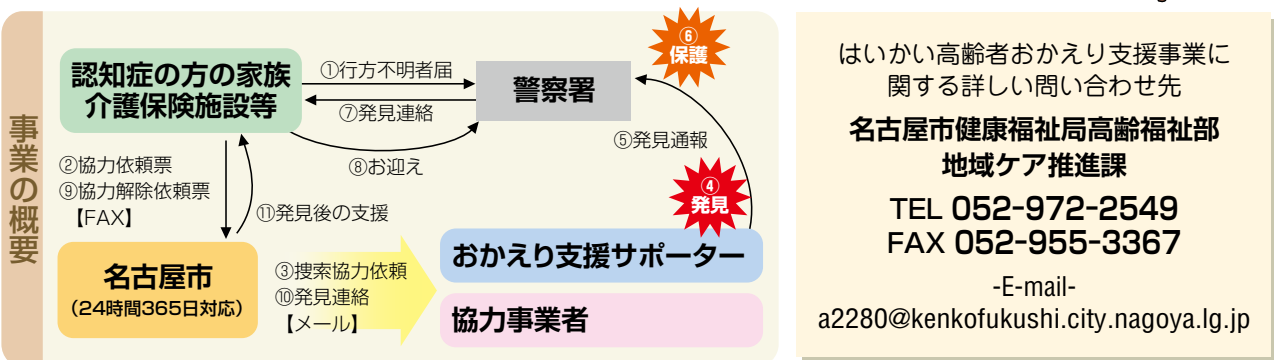 事業の概要
認知症の方の家族
介護保険施設等
①行方不明者届
⑦発見連絡
⑧お迎え
警察署
⑥
保護
⑤発見通報
④
発見
②協力依頼票
⑨協力解除依頼票
【FAX】
⑪発見後の支援
名古屋市
(24時間365日対応)
③捜索協力依頼
⑩発見連絡
【メール】
おかえり支援サポーター
協力事業者
はいかい高齢者おかえり支援事業に
関する詳しい問い合わせ先
名古屋市健康福祉局高齢福祉部
地域ケア推進課
TEL 052-972-2549
FAX 052-955-3367
-E-mail-
a2280@kenkofukushi.city.nagoya.lg.jp